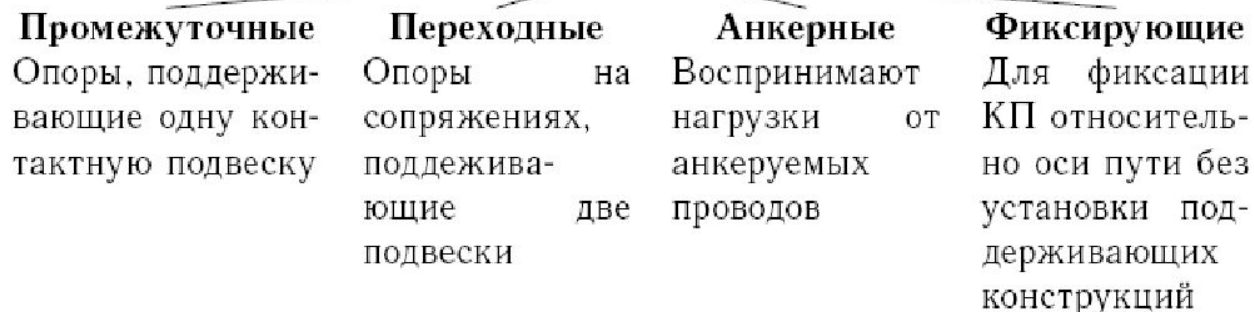 Промежуточные
Опоры, поддержи-
вающие одну кон-
тактную подвеску
Переходные
Опоры на
сопряжениях,
поддежива-
ющие две
подвески
Анкерные
Воспринимают
нагрузки от
анкеруемых
проводов
Фиксирующие
Для фиксации
КП относитель-
но оси пути без
установки под-
держивающих
конструкций